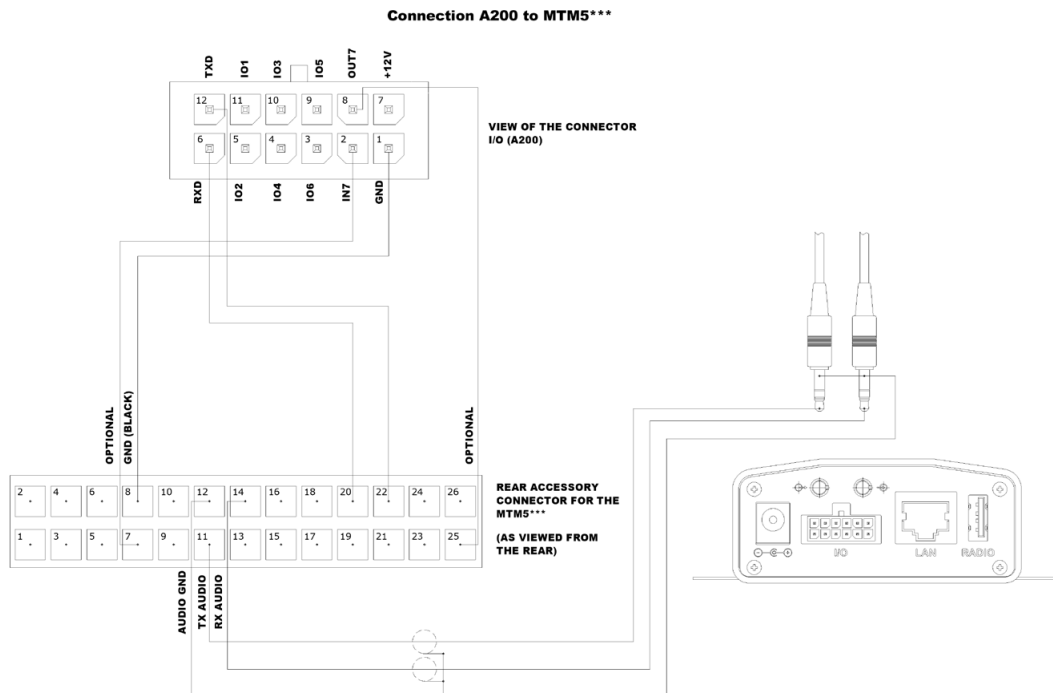 Connection A200 to MTM5***
TXD IO1 IO3 IO5 OUT7 +12V
12 11 10 9 8 7
6 5 4 3 2 1
RXD IO2 IO4 IO6 IN7 GND
VIEW OF THE CONNECTOR
I/O (A200)
OPTIONAL
GND (BLACK)
OPTIONAL
2 4 6 8 10 12 14 16 18 20 22 24 26
1 3 5 7 9 11 13 15 17 19 21 23 25
REAR ACCESSORY
CONNECTOR FOR THE
MTM5***
(AS VIEWED FROM
THE REAR)
AUDIO GND
TX AUDIO
RX AUDIO
I/O LAN RADIO